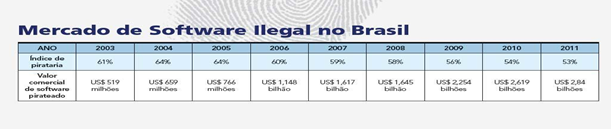 Mercado de Software Ilegal no Brasil
ANO 2003 2004 2005 2006 2007 2008 2009 2010 2011
Índice de pirataria 61% 64% 64% 60% 59% 58% 56% 54% 53%
Valor comercial de software pirateado US$ 519 milhões US$ 659 milhões US$ 766 milhões US$ 1,148 bilhão US$ 1,617 bilhão US$ 1,645 bilhão US$ 2,254 bilhões US$ 2,619 bilhões US$ 2,84 bilhões